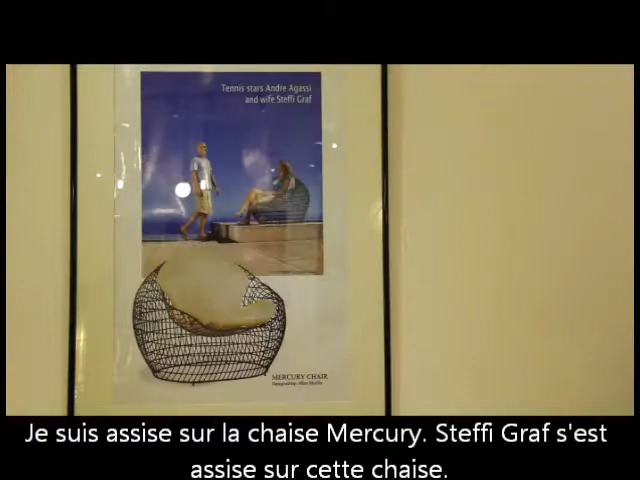 Tennis stars Andre Agassi
and wife Steffi Graf
MERCURY CHAIR
Je suis assise sur la chaise Mercury. Steffi Graf s'est
assise sur cette chaise.